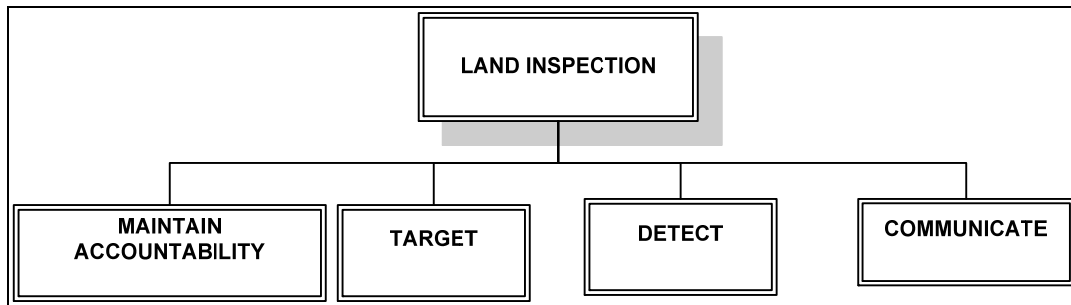 LAND INSPECTION
MAINTAIN
ACCOUNTABILITY
TARGET
DETECT
COMMUNICATE